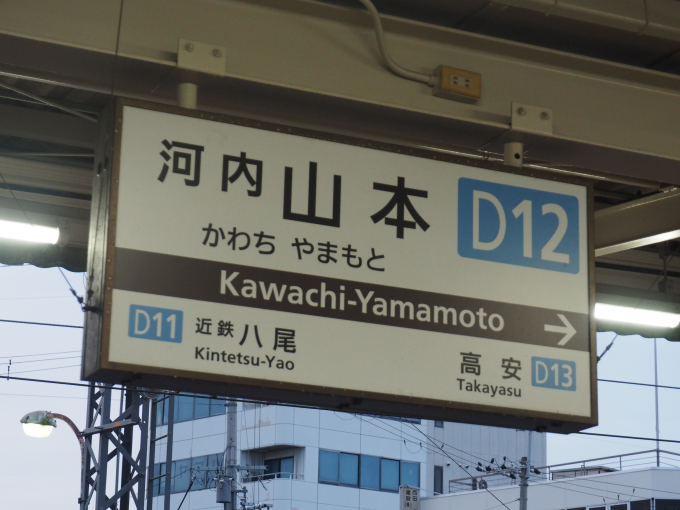 河内山本
D12
かわち やまもと
Kawachi-Yamamoto
D11
近鉄八尾
Kintetsu-Yao
高安
Takayasu
D13